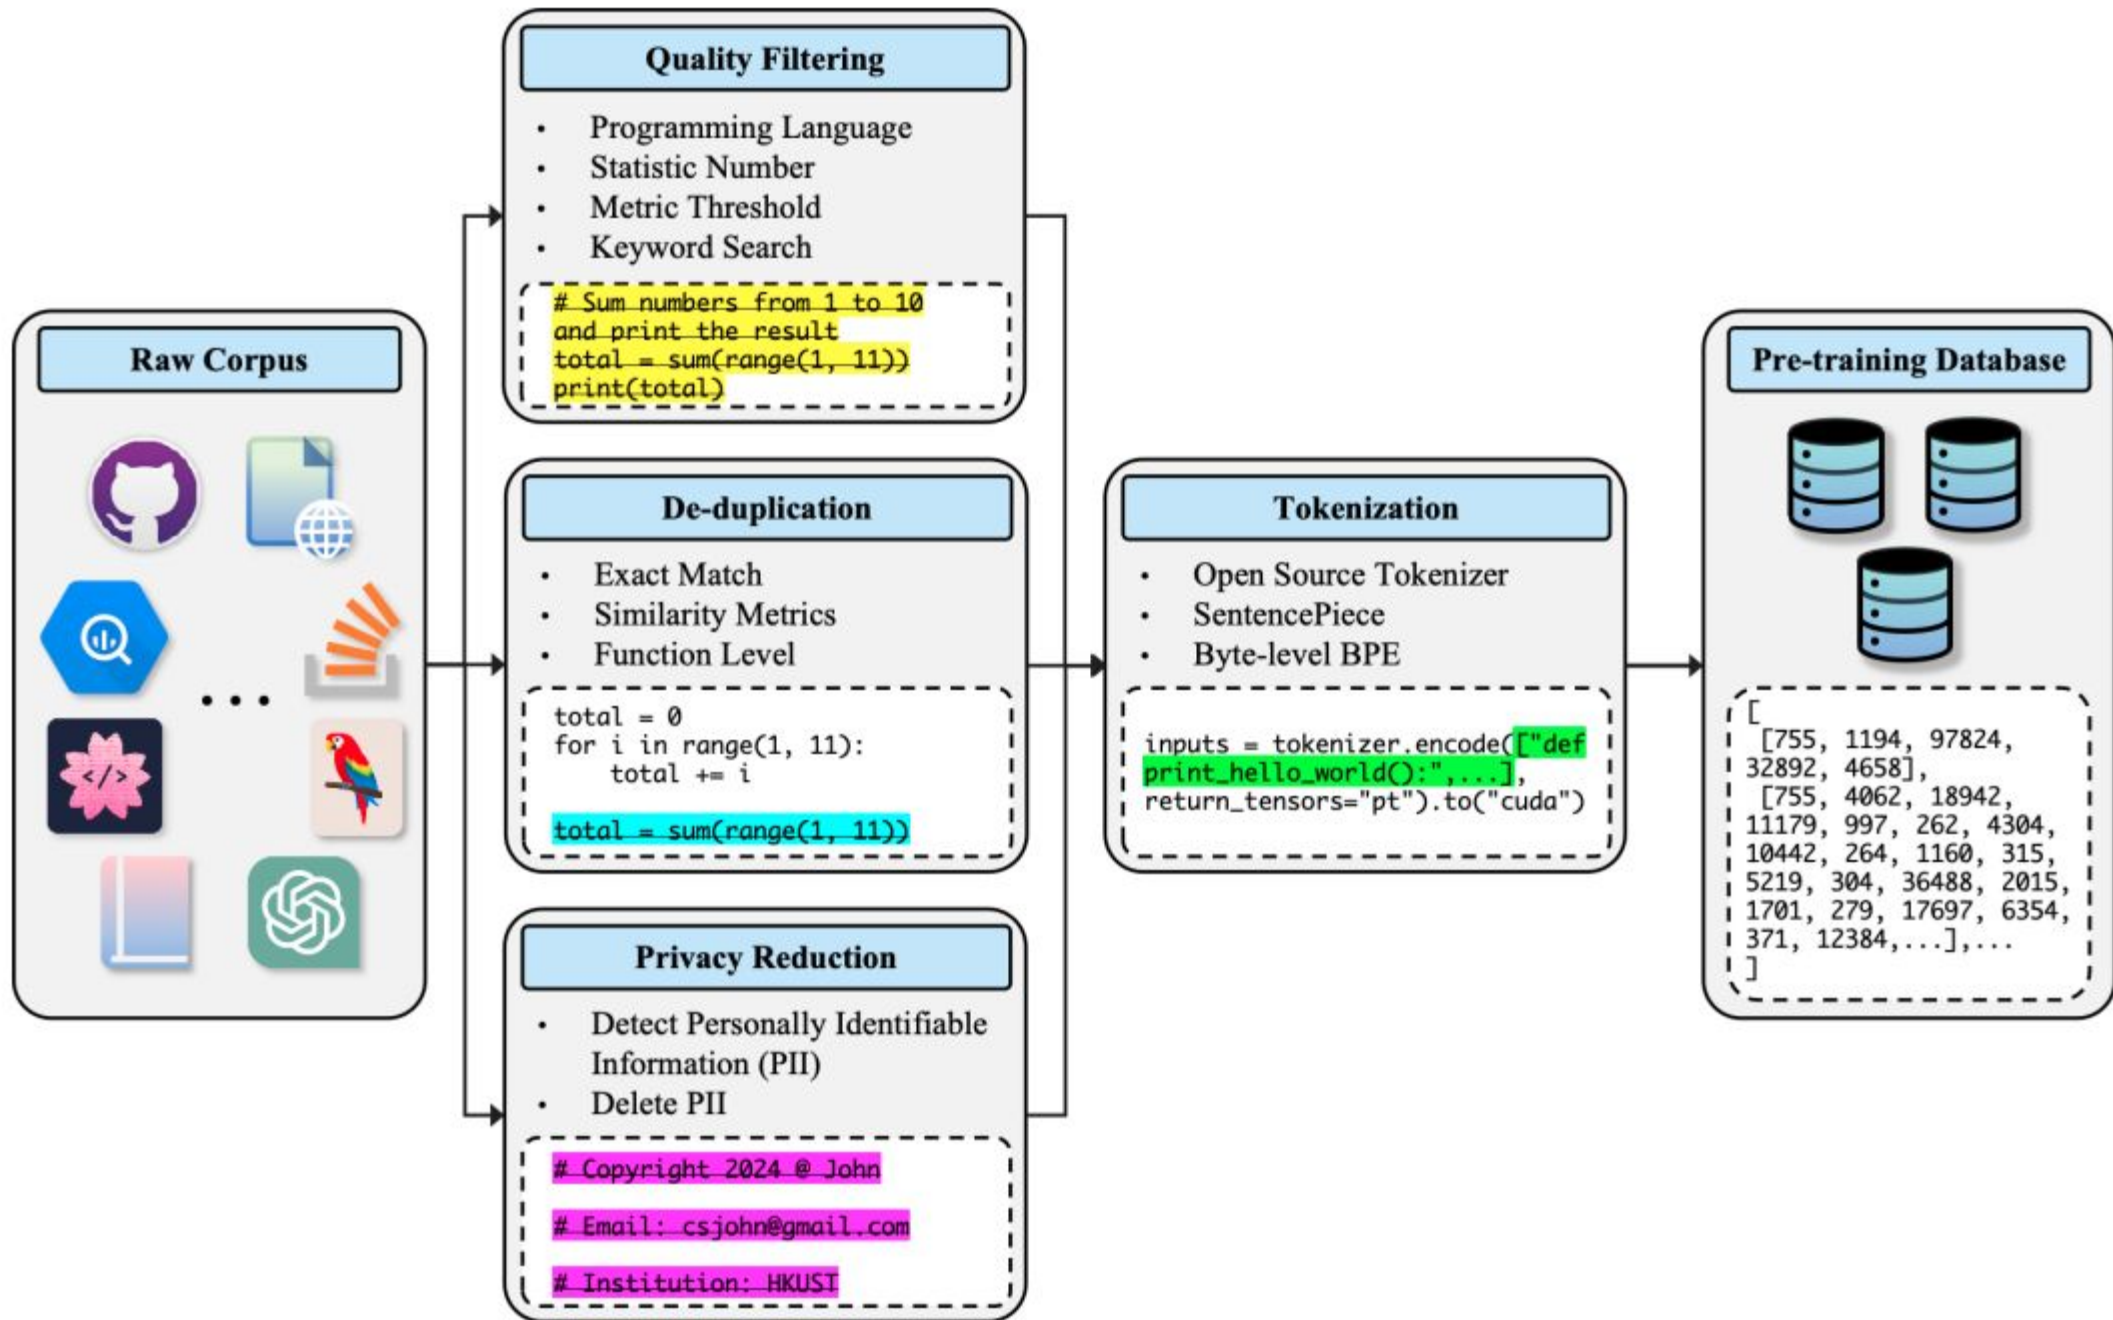 Raw Corpus
</>
Quality Filtering
• Programming Language
• Statistic Number
• Metric Threshold
• Keyword Search
# Sum numbers from 1 to 10
and print the result
total = sum(range(1, 11))
print(total)
De-duplication
• Exact Match
• Similarity Metrics
• Function Level
total = 0
for i in range(1, 11):
    total += i
total = sum(range(1, 11))
Privacy Reduction
• Detect Personally Identifiable
Information (PII)
• Delete PII
# Copyright 2024 @ John
# Email: csjohn@gmail.com
# Institution: HKUST
Tokenization
• Open Source Tokenizer
• SentencePiece
• Byte-level BPE
inputs = tokenizer.encode(["def
print_hello_world():",...],
return_tensors="pt").to("cuda")
Pre-training Database
[
[755, 1194, 97824,
32892, 4658],
[755, 4062, 18942,
11179, 997, 262, 4304,
10442, 264, 1160, 315,
5219, 304, 36488, 2015,
1701, 279, 17697, 6354,
371, 12384,...],...
]